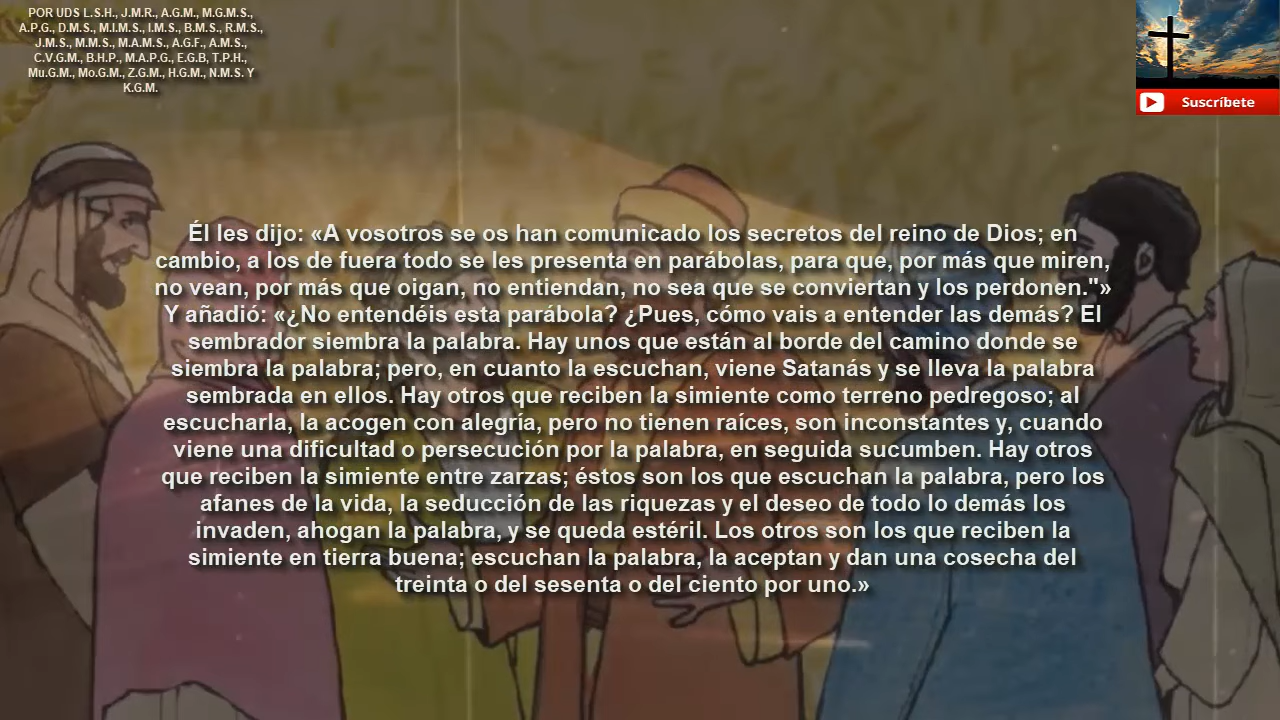 POR UDS L.S.H., J.M.R., A.G.M., M.G.M.S.,
A.P.G., D.M.S., M.I.M.S., I.M.S., B.M.S., R.M.S.,
J.M.S., M.M.S., M.A.M.S., A.G.F., A.M.S.,
C.V.G.M., B.H.P., M.A.P.G., E.G.B, T.P.H.,
Mu.G.M., Mo.G.M., Z.G.M., H.G.M., N.M.S. Y
K.G.M.
Suscríbete
Él les dijo: «A vosotros se os han comunicado los secretos del reino de Dios; en
cambio, a los de fuera todo se les presenta en parábolas, para que, por más que miren,
no vean, por más que oigan, no entiendan, no sea que se conviertan y los perdonen."»
Y añadió: «¿No entendéis esta parábola? ¿Pues, cómo vais a entender las demás? El
sembrador siembra la palabra. Hay unos que están al borde del camino donde se
siembra la palabra; pero, en cuanto la escuchan, viene Satanás y se lleva la palabra
sembrada en ellos. Hay otros que reciben la simiente como terreno pedregoso; al
escucharla, la acogen con alegría, pero no tienen raíces, son inconstantes y, cuando
viene una dificultad o persecución por la palabra, en seguida sucumben. Hay otros
que reciben la simiente entre zarzas; éstos son los que escuchan la palabra, pero los
afanes de la vida, la seducción de las riquezas y el deseo de todo lo demás los
invaden, ahogan la palabra, y se queda estéril. Los otros son los que reciben la
simiente en tierra buena; escuchan la palabra, la aceptan y dan una cosecha del
treinta o del sesenta o del ciento por uno.»